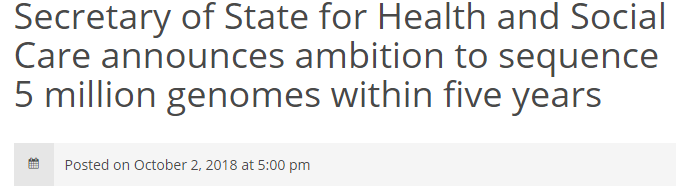 Secretary of State for Health and Social
Care announces ambition to sequence
5 million genomes within five years
Posted on October 2, 2018 at 5:00 pm